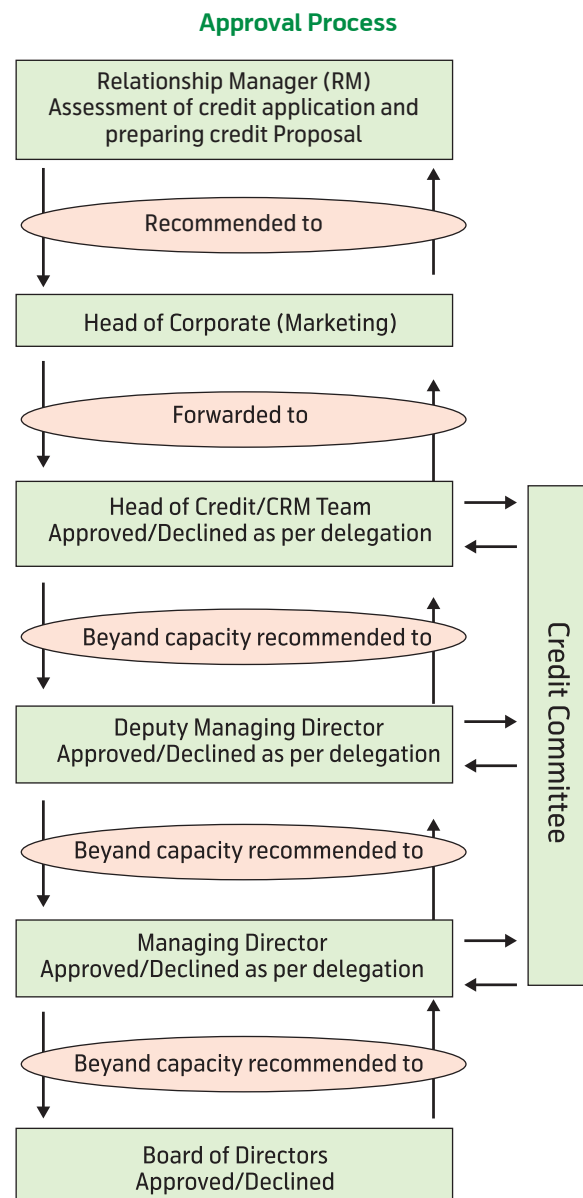 Approval Process
Relationship Manager (RM)
Assessment of credit application and
preparing credit Proposal
Recommended to
Head of Corporate (Marketing)
Forwarded to
Head of Credit/CRM Team
Approved/Declined as per delegation
Beyand capacity recommended to
Deputy Managing Director
Approved/Declined as per delegation
Beyand capacity recommended to
Managing Director
Approved/Declined as per delegation
Beyand capacity recommended to
Board of Directors
Approved/Declined
Credit Committee